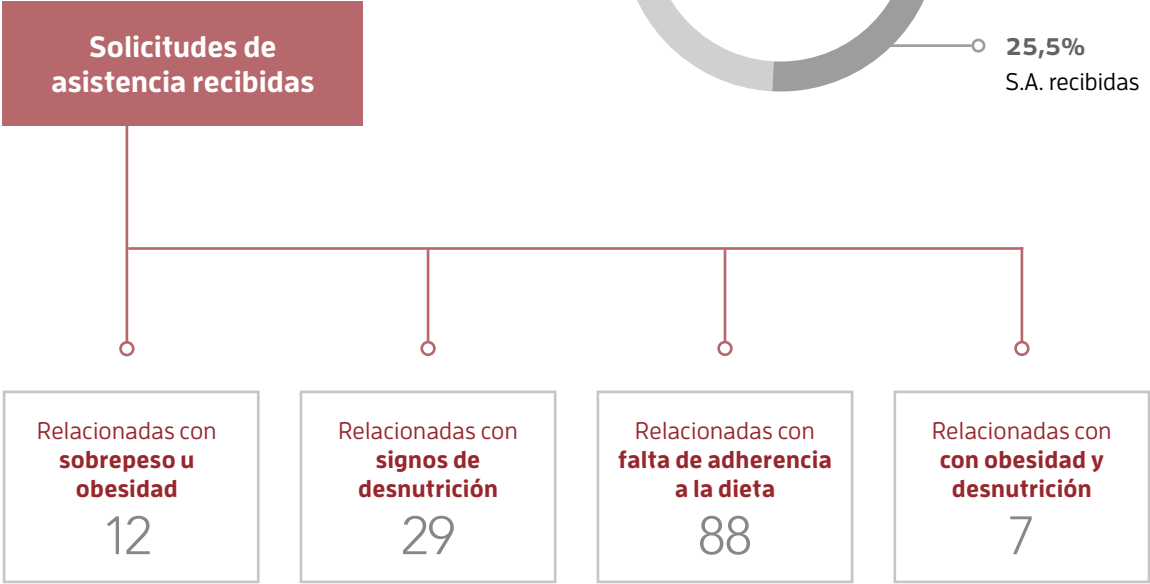 Solicitudes de
asistencia recibidas
25,5%
S.A. recibidas
Relacionadas con
sobrepeso u
obesidad
12
Relacionadas con
signos de
desnutrición
29
Relacionadas con
falta de adherencia
a la dieta
88
Relacionadas con
con obesidad y
desnutrición
7